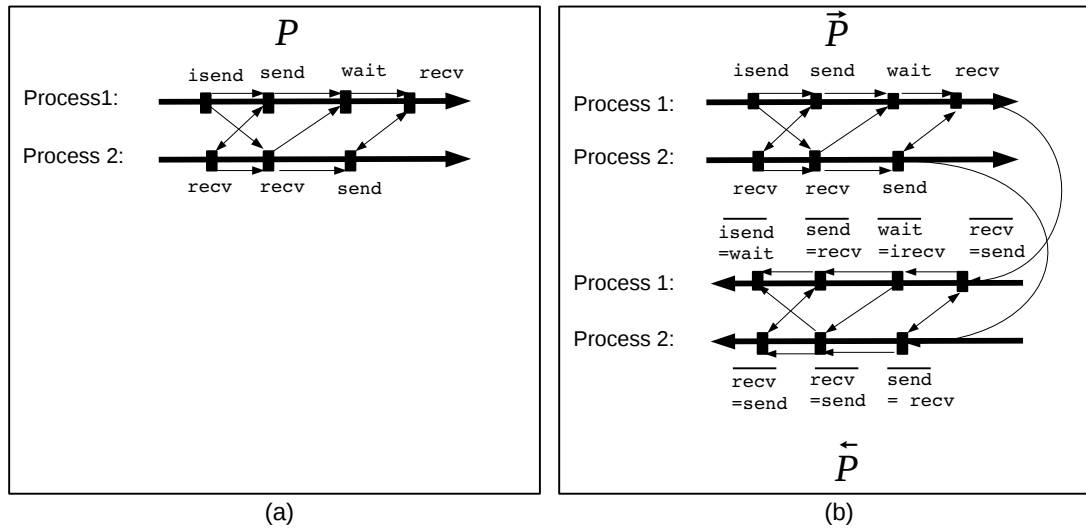 P
isend send wait recv
Process1:
Process 2:
recv recv send
(a)
P
isend send wait recv
Process 1:
Process 2:
recv recv send
isend send wait recv
=wait =recv =irecv =send
Process 1:
Process 2:
recv recv send
=send =send = recv
P
(b)